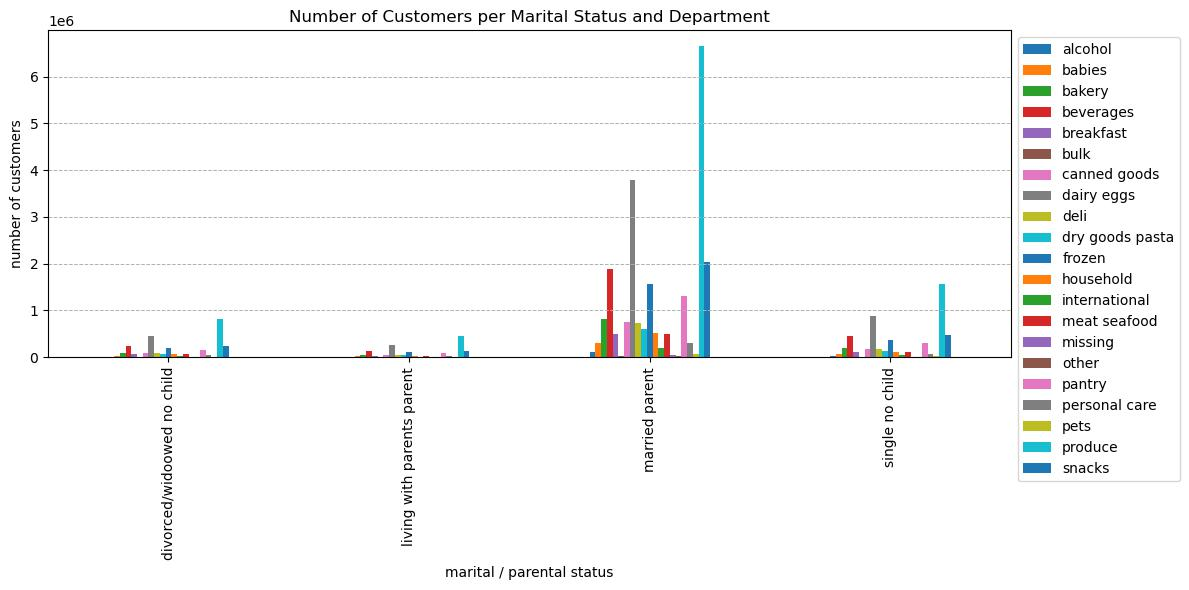 Number of Customers per Marital Status and Department
1e6
number of customers
6
5
4
3
2
1
0
divorced/widoowed no child
living with parents parent
married parent
single no child
marital / parental status
alcohol
babies
bakery
beverages
breakfast
bulk
canned goods
dairy eggs
deli
dry goods pasta
frozen
household
international
meat seafood
missing
other
pantry
personal care
pets
produce
snacks